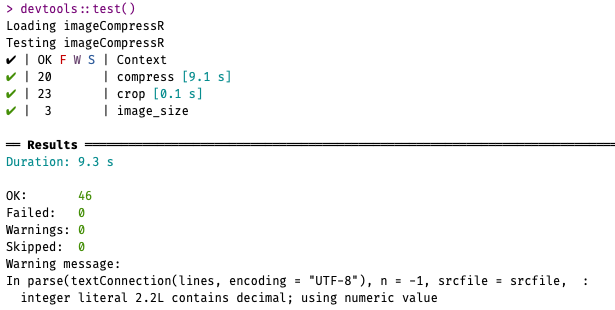 > devtools::test()
Loading imageCompressR
Testing imageCompressR
✔ | OK F W S | Context
✔ | 20       | compress [9.1 s]
✔ | 23       | crop [0.1 s]
✔ |  3       | image_size
══ Results ═════════════════════════════════════════════════════════════════════
Duration: 9.3 s
OK:       46
Failed:   0
Warnings: 0
Skipped:  0
Warning message:
In parse(textConnection(lines, encoding = "UTF-8"), n = -1, srcfile = srcfile,  :
  integer literal 2.2L contains decimal; using numeric value